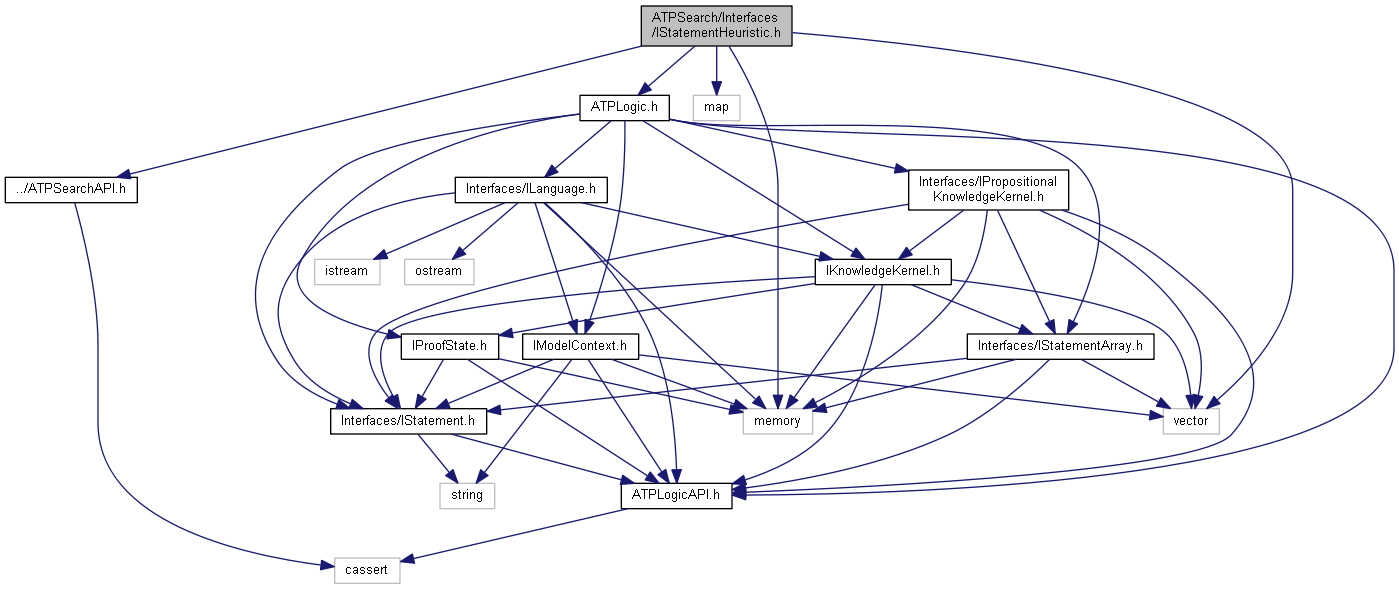 ATPSearch/Interfaces
/IStatementHeuristic.h
ATPLogic.h
map
../ATPSearchAPI.h
Interfaces/ILanguage.h
Interfaces/IPropositional
KnowledgeKernel.h
istream
ostream
IKnowledgeKernel.h
IProofState.h
IModelContext.h
Interfaces/IStatementArray.h
Interfaces/IStatement.h
memory
vector
string
ATPLogicAPI.h
cassert